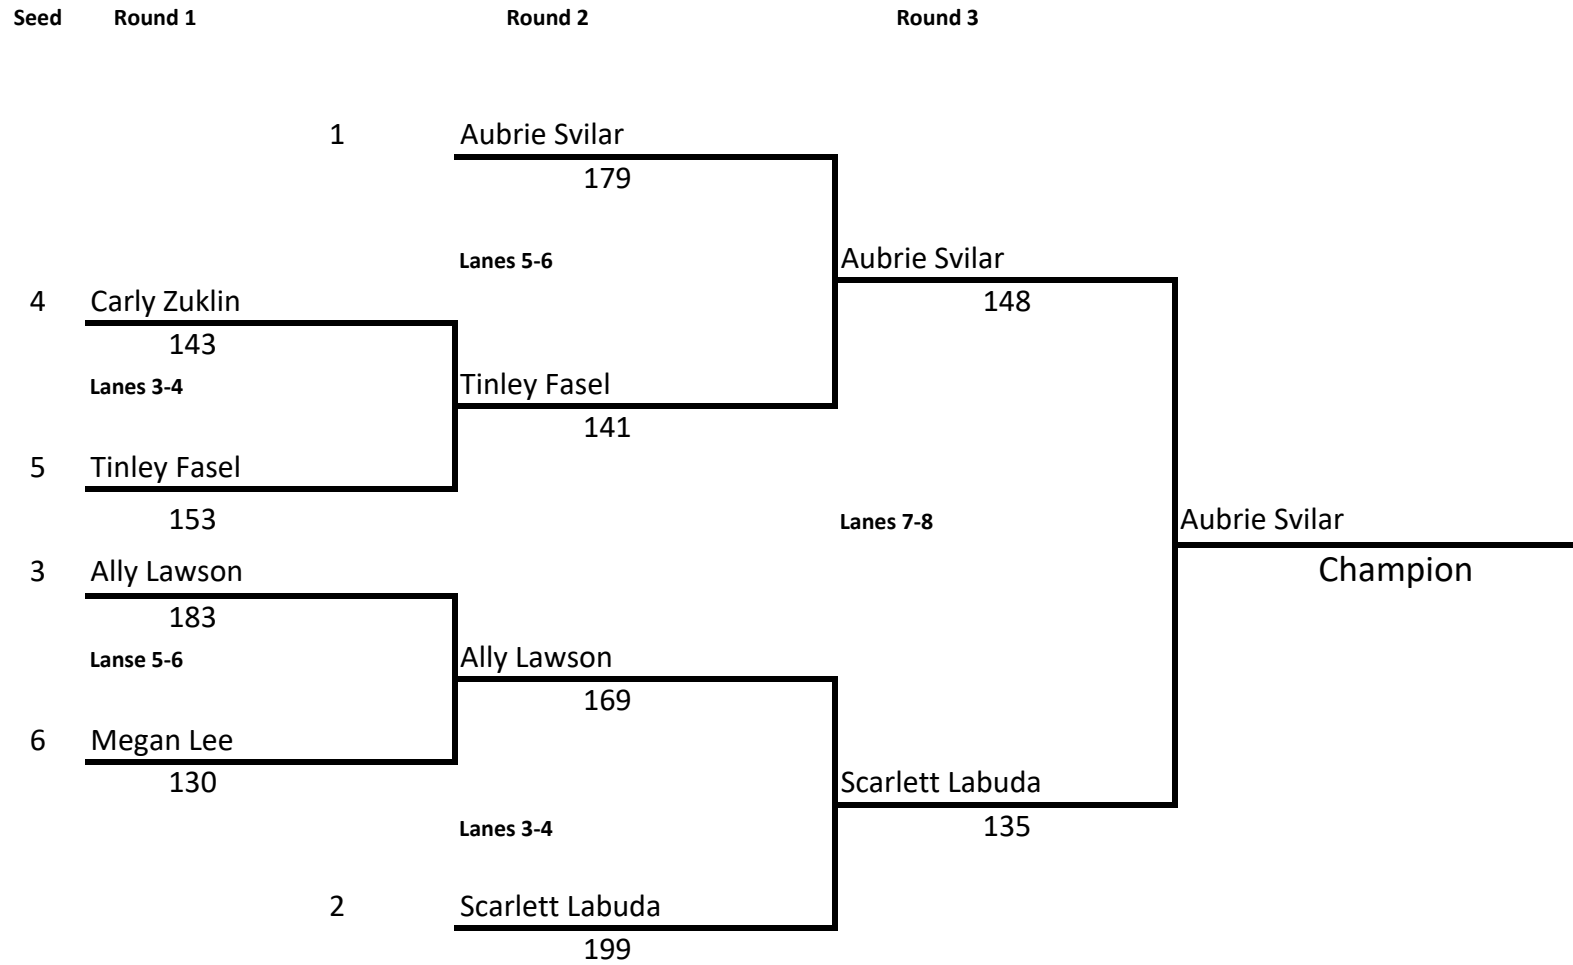 Seed Round 1 Round 2 Round 3
1 Aubrie Svilar
179
Lanes 5-6 Aubrie Svilar
4 Carly Zuklin 148
143
Lanes 3-4 Tinley Fasel
141
5 Tinley Fasel
153 Lanes 7-8 Aubrie Svilar
3 Ally Lawson Champion
183
Lanse 5-6 Ally Lawson
169
6 Megan Lee
130 Scarlett Labuda
Lanes 3-4 135
2 Scarlett Labuda
199